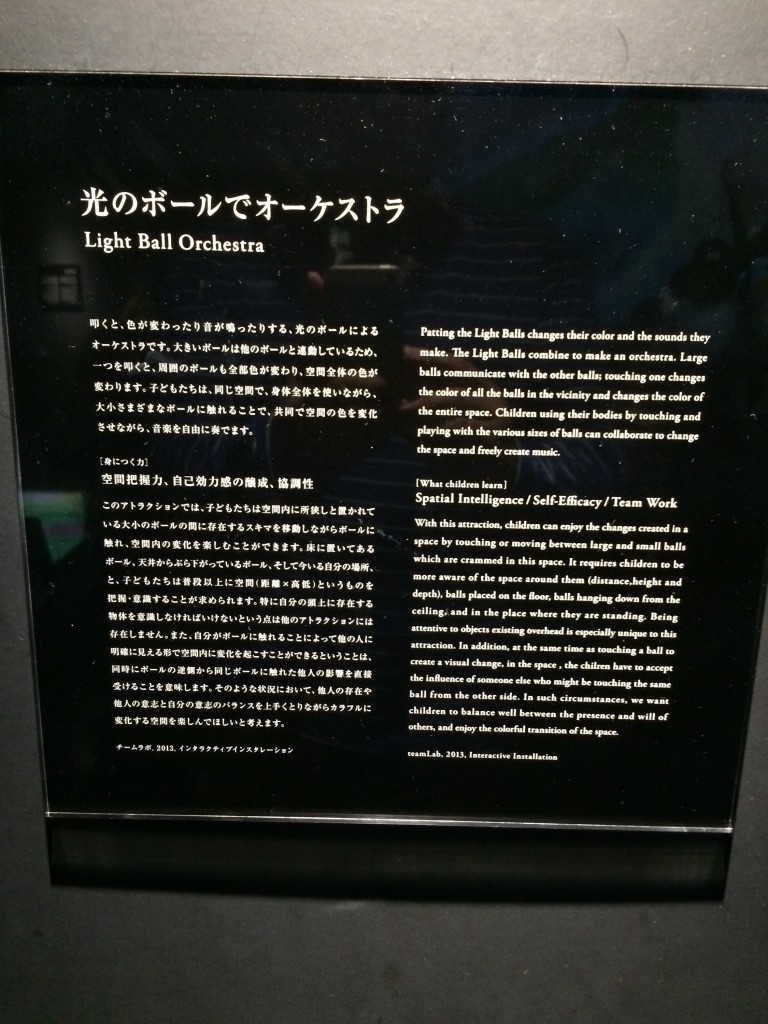 光のボールでオーケストラ
Light Ball Orchestra
叩くと、色が変わったり音が鳴ったりする、光のボールによる
オーケストラです。大きいボールは他のボールと連動しているため、
一つを叩くと、周囲のボールも全部色が変わり、空間全体の色が
変わります。子どもたちは、同じ空間で、身体全体を使いながら、
大小さまざまなボールに触れることで、共同で空間の色を変化
させながら、音楽を自由に奏でます。
[身につく力]
空間把握力、自己効力感の醸成、協調性
このアトラクションでは、子どもたちは空間内に所狭しと置かれて
いる大小のボールの間に存在するスキマを移動しながらボールに
触れ、空間内の変化を楽しむことができます。床に置いてある
ボール、天井からぶら下がっているボール、そして今いる自分の場所、
と、子どもたちは普段以上に空間(距離×高低)というものを
把握・意識することが求められます。特に自分の頭上に存在する
物体を意識しなければいけないという点は他のアトラクションには
存在しません。また、自分がボールに触れることによって他の人に
明確に見える形で空間内に変化を起こすことができるということは、
同時にボールの逆側から同じボールに触れた他人の影響を直接
受けることを意味します。そのような状況において、他人の存在や
他人の意志と自分の意志のバランスを上手くとりながらカラフルに
変化する空間を楽しんでほしいと考えます。
チームラボ, 2013, インタラクティブインスタレーション
Patting the Light Balls changes their color and the sounds they
make. The Light Balls combine to make an orchestra. Large
balls communicate with the other balls; touching one changes
the color of all the balls in the vicinity and changes the color of
the entire space. Children using their bodies by touching and
playing with the various sizes of balls can collaborate to change
the space and freely create music.
[What children learn]
Spatial Intelligence / Self-Efficacy / Team Work
With this attraction, children can enjoy the changes created in a
space by touching or moving between large and small balls
which are crammed in this space. It requires children to be
more aware of the space around them (distance,height and
depth), balls placed on the floor, balls hanging down from the
ceiling, and in the place where they are standing. Being
attentive to objects existing overhead is especially unique to this
attraction. In addition, at the same time as touching a ball to
create a visual change, in the space , the chilren have to accept
the influence of someone else who might be touching the same
ball from the other side. In such circumstances, we want
children to balance well between the presence and will of
others, and enjoy the colorful transition of the space.
teamLab, 2013, Interactive Installation